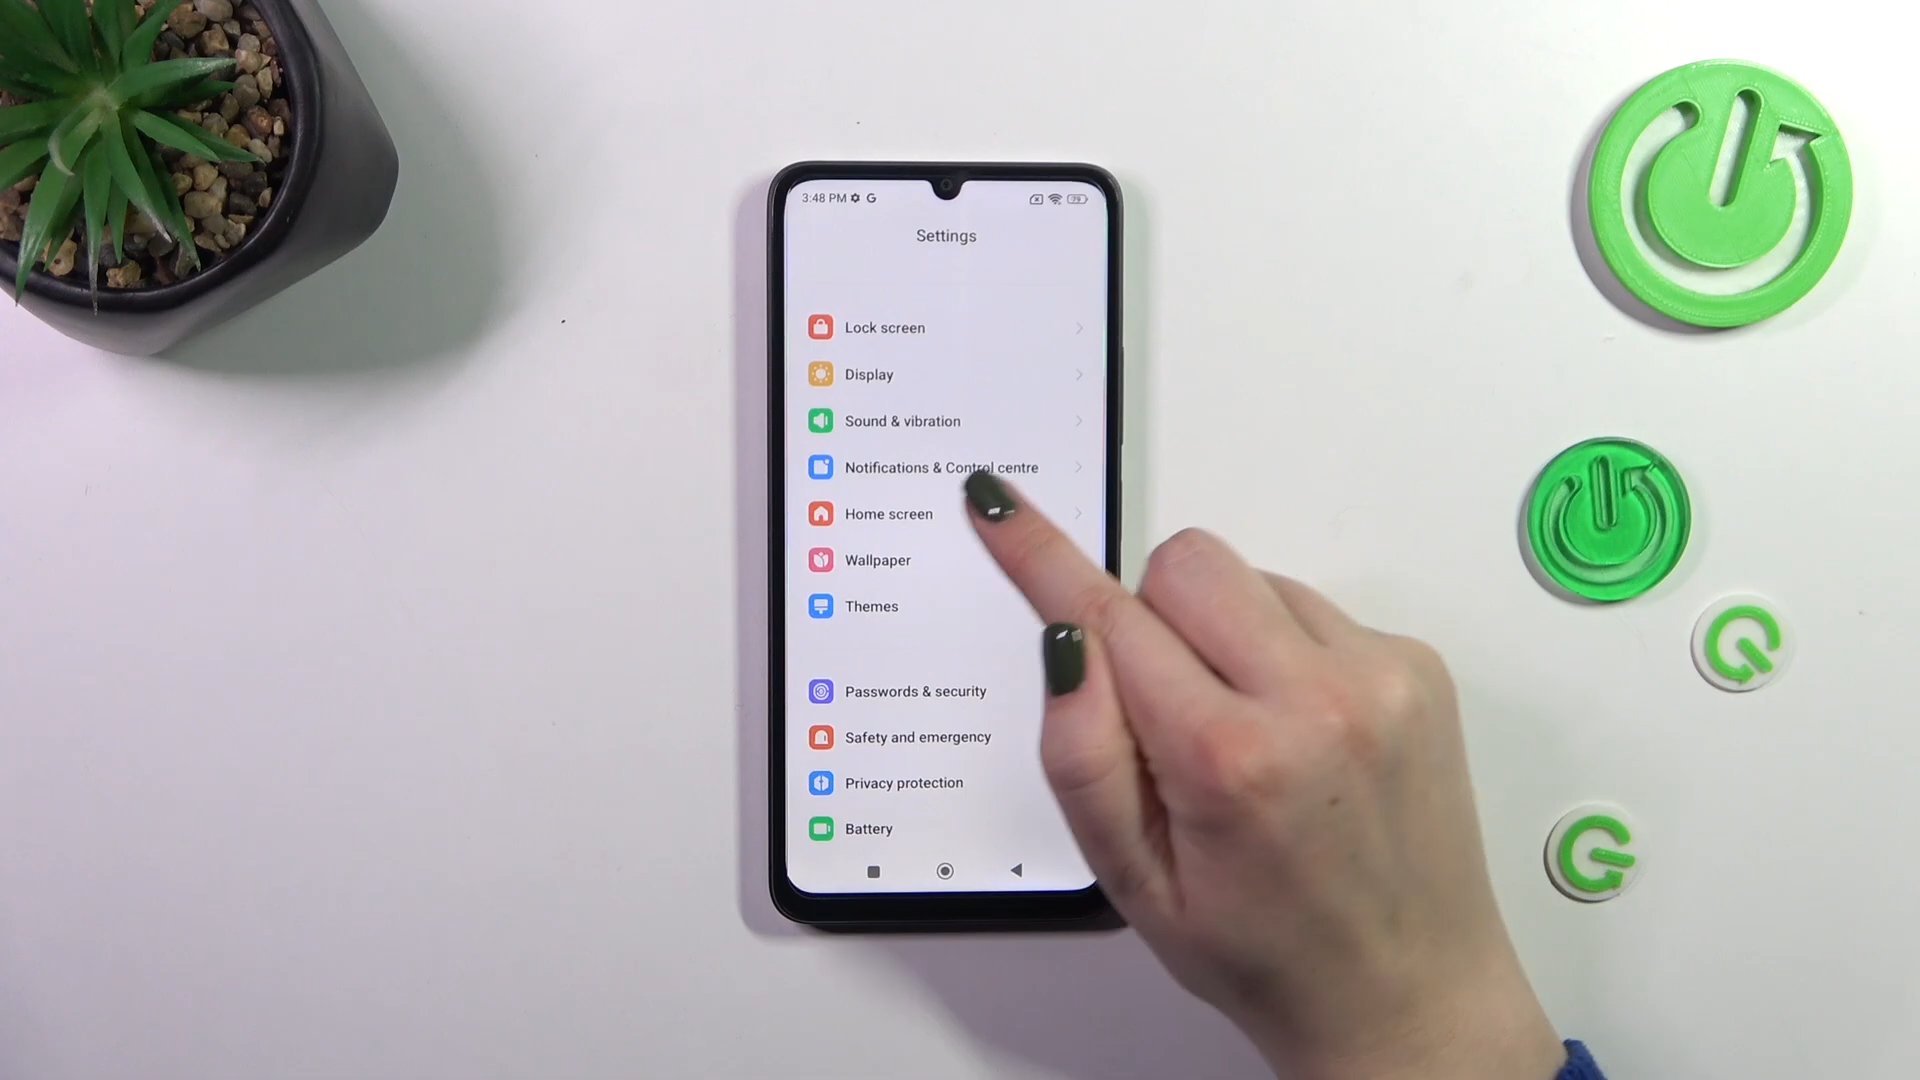 3:48 PM G 79
Settings
Lock screen
Display
Sound & vibration
Notifications & Control centre
Home screen
Wallpaper
Themes
Passwords & security
Safety and emergency
Privacy protection
Battery